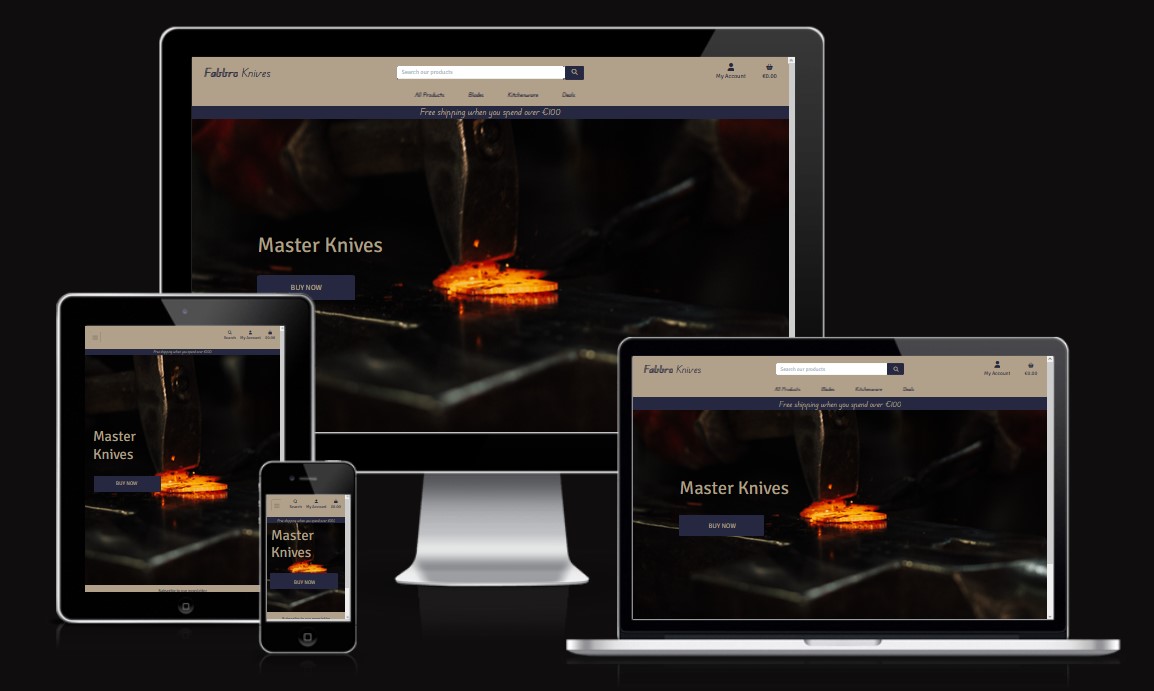 Fabbro Knives
Search our products
My Account
€0.00
All Products Blades Kitchenware Deals
Free shipping when you spend over €100
Master Knives
BUY NOW
Search My Account €0.00
Free shipping when you spend over €100
Master
Knives
BUY NOW
Subscribe to our newsletter
Search My Account €0.00
Free shipping when you spend over €100
Master
Knives
BUY NOW
Fabbro Knives
Search our products
My Account
€0.00
All Products Blades Kitchenware Deals
Free shipping when you spend over €100
Master Knives
BUY NOW